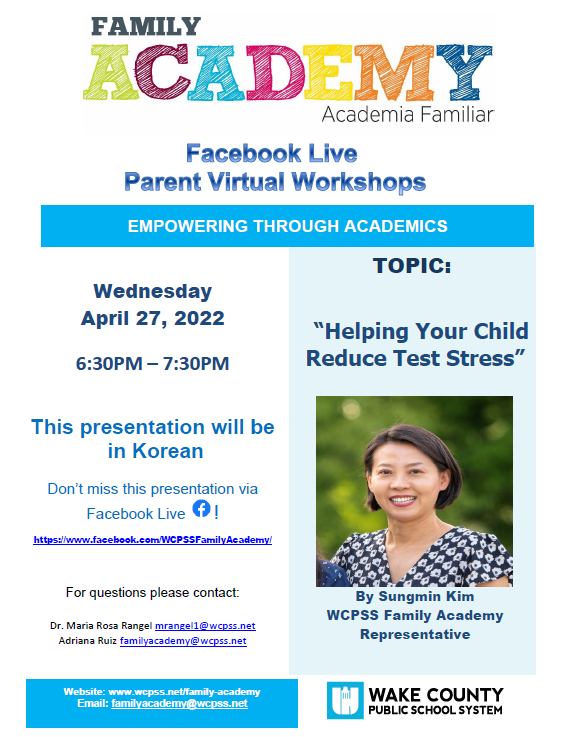 FAMILY
ACADEMY
Academia Familiar
Facebook Live
Parent Virtual Workshops
EMPOWERING THROUGH ACADEMICS
Wednesday
April 27, 2022
6:30PM – 7:30PM
This presentation will be
in Korean
Don’t miss this presentation via
Facebook Live !
https://www.facebook.com/WCPSSFamilyAcademy/
For questions please contact:
Dr. Maria Rosa Rangel mrangel1@wcpss.net
Adriana Ruiz familyacademy@wcpss.net
TOPIC:
“Helping Your Child
Reduce Test Stress”
By Sungmin Kim
WCPSS Family Academy
Representative
Website: www.wcpss.net/family-academy
Email: familyacademy@wcpss.net
WAKE COUNTY
PUBLIC SCHOOL SYSTEM